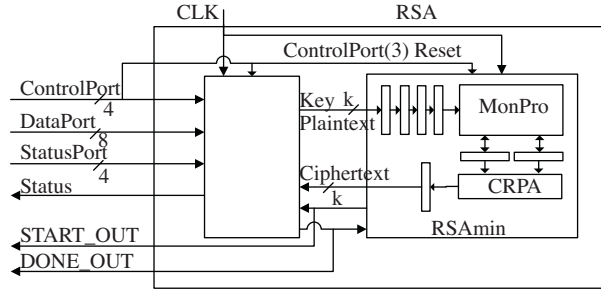 CLK RSA
ControlPort(3) Reset
ControlPort
4
Key k
MonPro
DataPort
8
Plaintext
StatusPort
4
Ciphertext
k
Status
CRPA
RSAmin
START_OUT
DONE_OUT